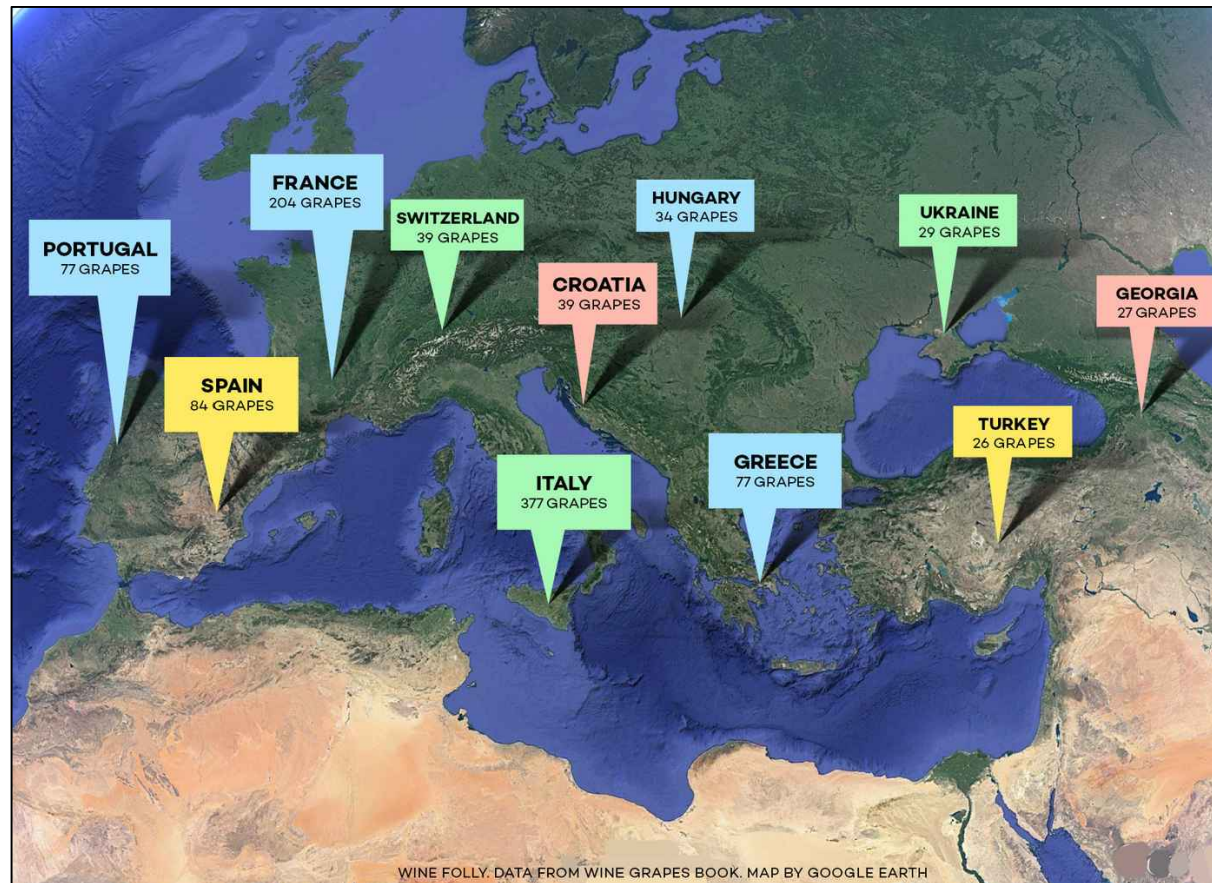 FRANCE
204 GRAPES
SWITZERLAND
39 GRAPES
HUNGARY
34 GRAPES
UKRAINE
29 GRAPES
PORTUGAL
77 GRAPES
CROATIA
39 GRAPES
GEORGIA
27 GRAPES
SPAIN
84 GRAPES
TURKEY
26 GRAPES
GREECE
77 GRAPES
ITALY
377 GRAPES
WINE FOLLY. DATA FROM WINE GRAPES BOOK. MAP BY GOOGLE EARTH